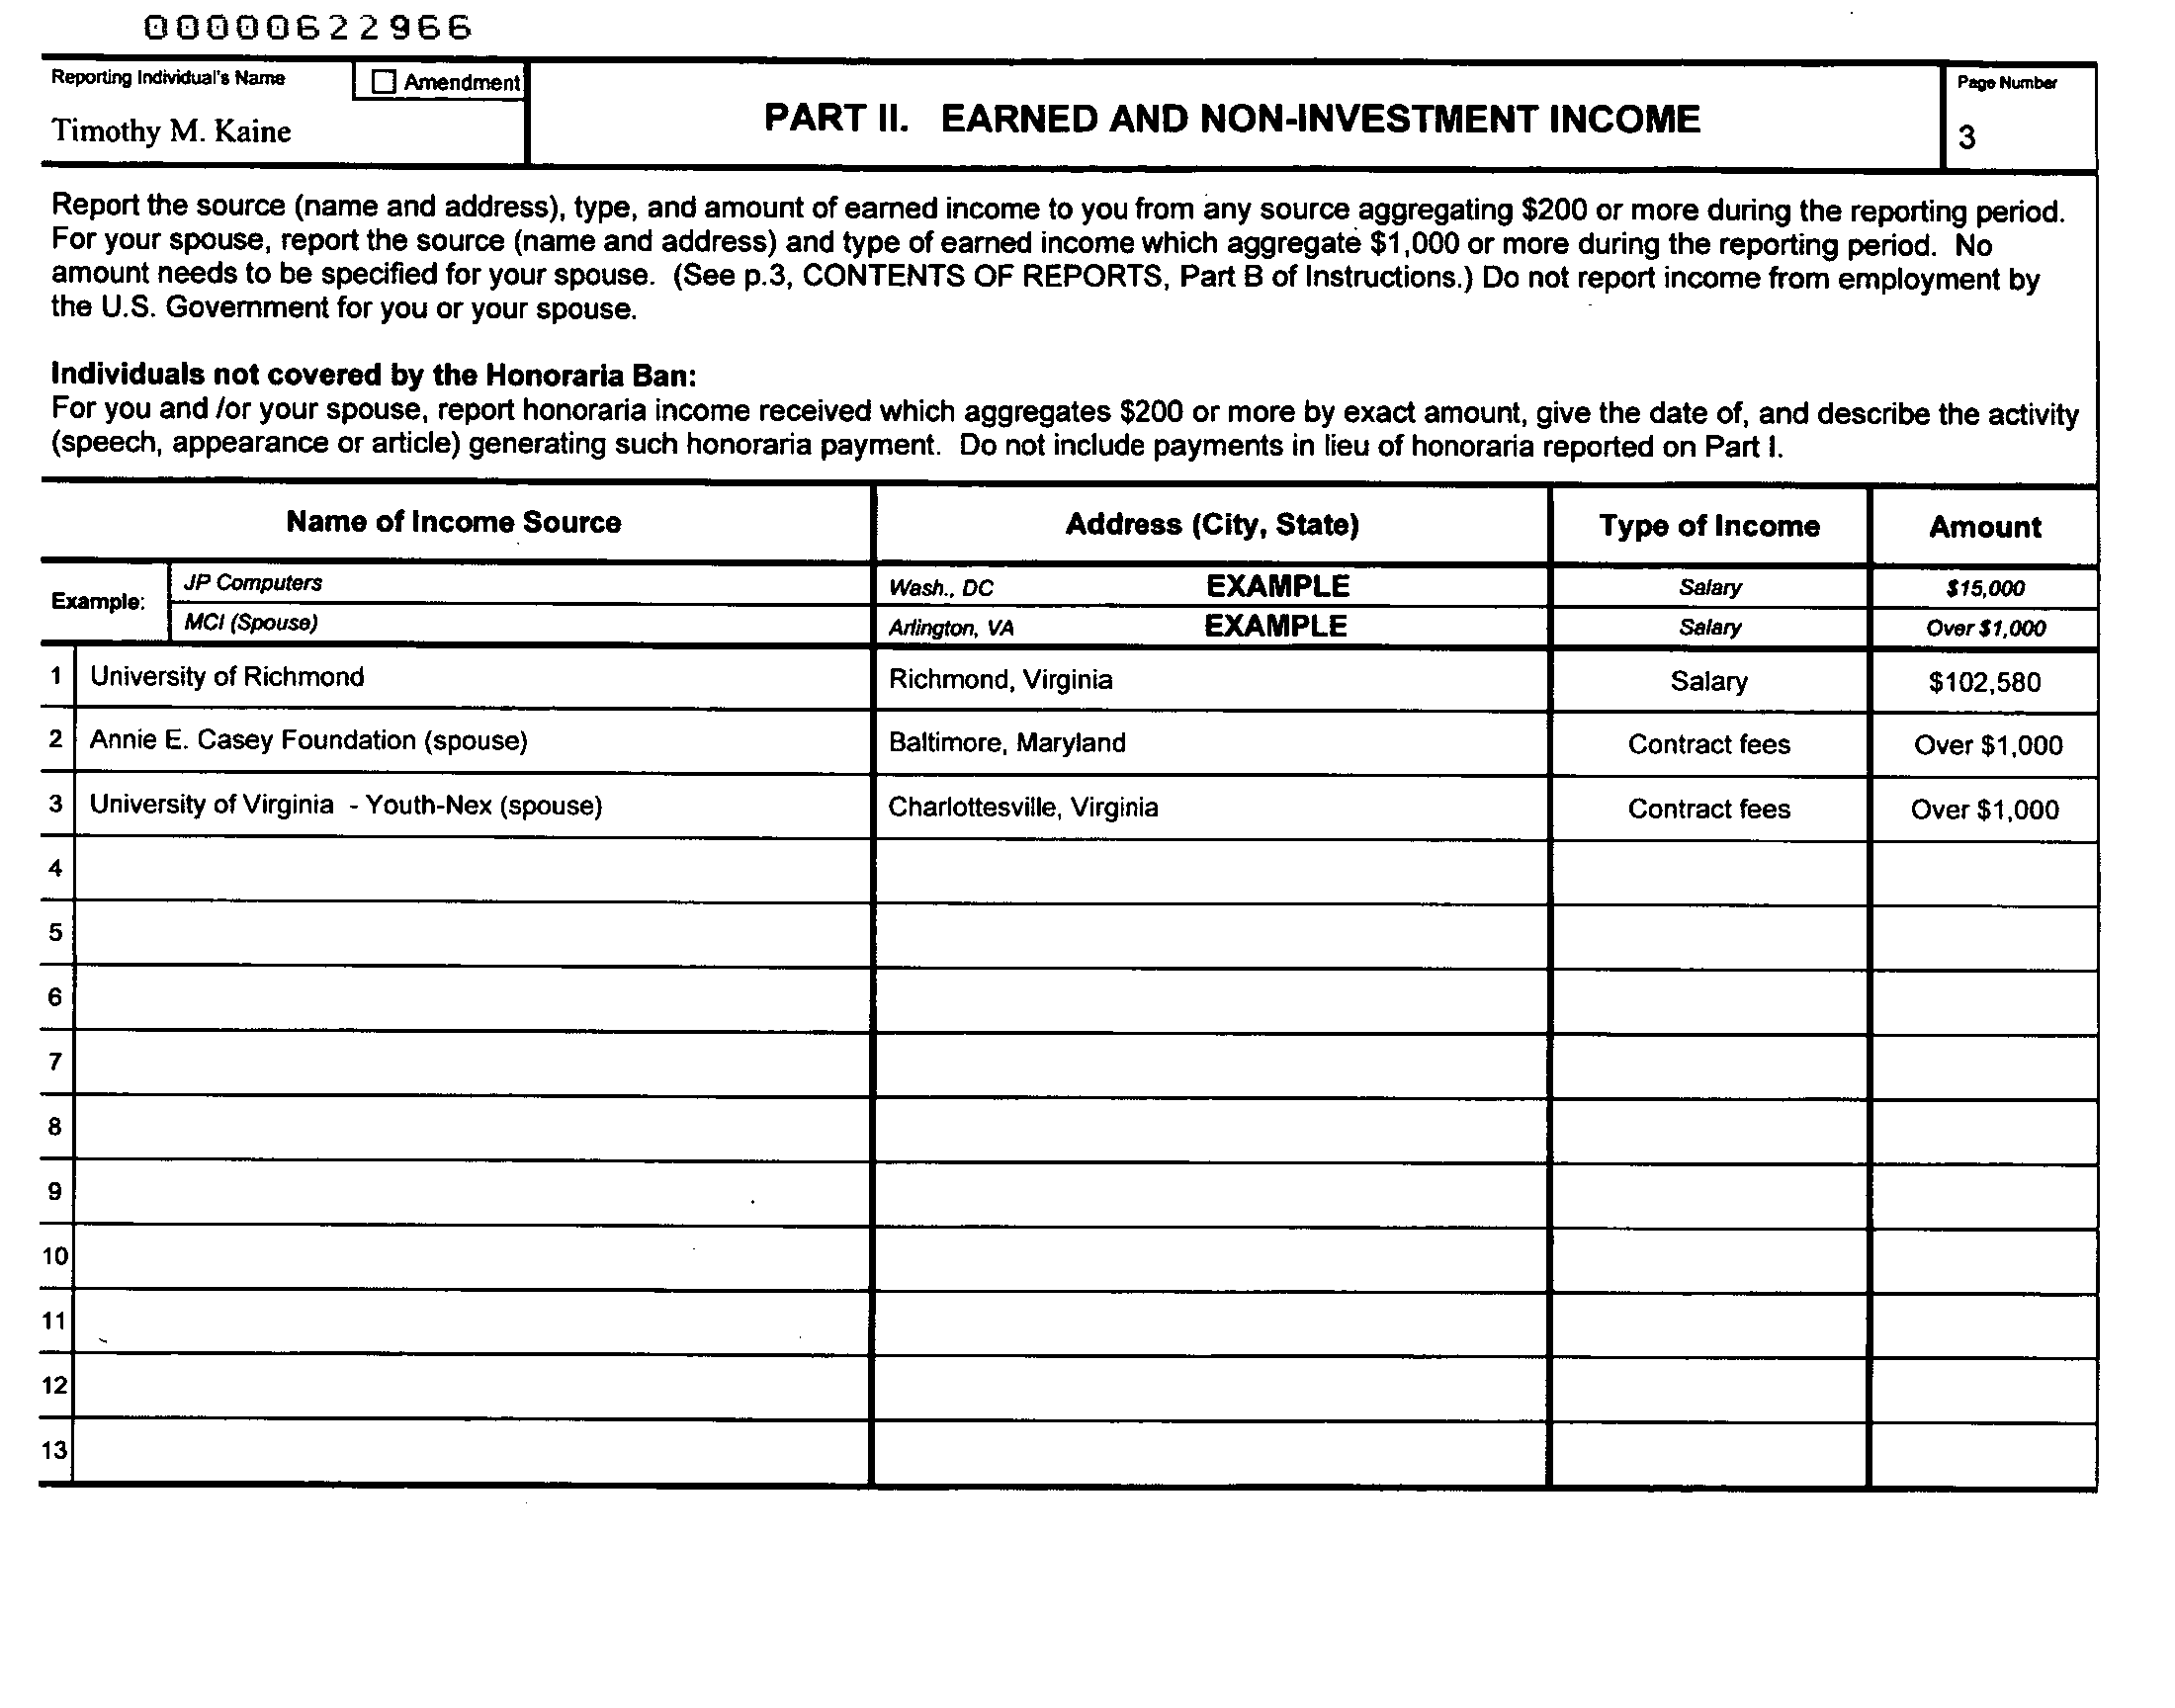 00000622966
Reporting Individual's Name
Amendment
Timothy M. Kaine
PART II. EARNED AND NON-INVESTMENT INCOME
Page Number
3
Report the source (name and address), type, and amount of earned income to you from any source aggregating $200 or more during the reporting period.
For your spouse, report the source (name and address) and type of earned income which aggregate $1,000 or more during the reporting period. No
amount needs to be specified for your spouse. (See p.3, CONTENTS OF REPORTS, Part B of Instructions.) Do not report income from employment by
the U.S. Government for you or your spouse.
Individuals not covered by the Honoraria Ban:
For you and /or your spouse, report honoraria income received which aggregates $200 or more by exact amount, give the date of, and describe the activity
(speech, appearance or article) generating such honoraria payment. Do not include payments in lieu of honoraria reported on Part I.
Name of Income Source Address (City, State) Type of Income Amount
Example:
JP Computers Wash., DC EXAMPLE Salary $15,000
MCI (Spouse) Arlington, VA EXAMPLE Salary Over $1,000
1 University of Richmond Richmond, Virginia Salary $102,580
2 Annie E. Casey Foundation (spouse) Baltimore, Maryland Contract fees Over $1,000
3 University of Virginia - Youth-Nex (spouse) Charlottesville, Virginia Contract fees Over $1,000
4
5
6
7
8
9
10
11
12
13